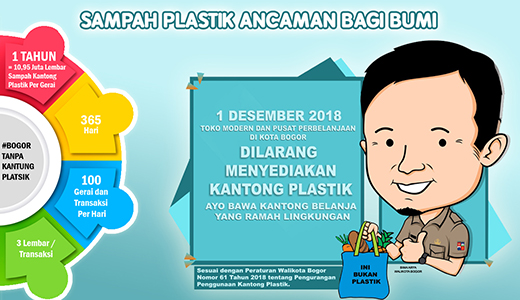 SAMPAH PLASTIK ANCAMAN BAGI BUMI
1 TAHUN
= 10,95 Juta Lembar
Sampah Kantong
Plastik Per Gerai
365
Hari
#BOGOR
TANPA
KANTUNG
PLATSIK
100
Gerai dan
Transaksi
Per Hari
3 Lembar /
Transaksi
1 DESEMBER 2018
TOKO MODERN DAN PUSAT PERBELANJAAN
DI KOTA BOGOR
DILARANG
MENYEDIAKAN
KANTONG PLASTIK
AYO BAWA KANTONG BELANJA
YANG RAMAH LINGKUNGAN
Sesuai dengan Peraturan Walikota Bogor
Nomor 61 Tahun 2018 tentang Pengurangan
Penggunaan Kantong Plastik.
INI
BUKAN
PLASTIK
WALIKOTA BOGOR